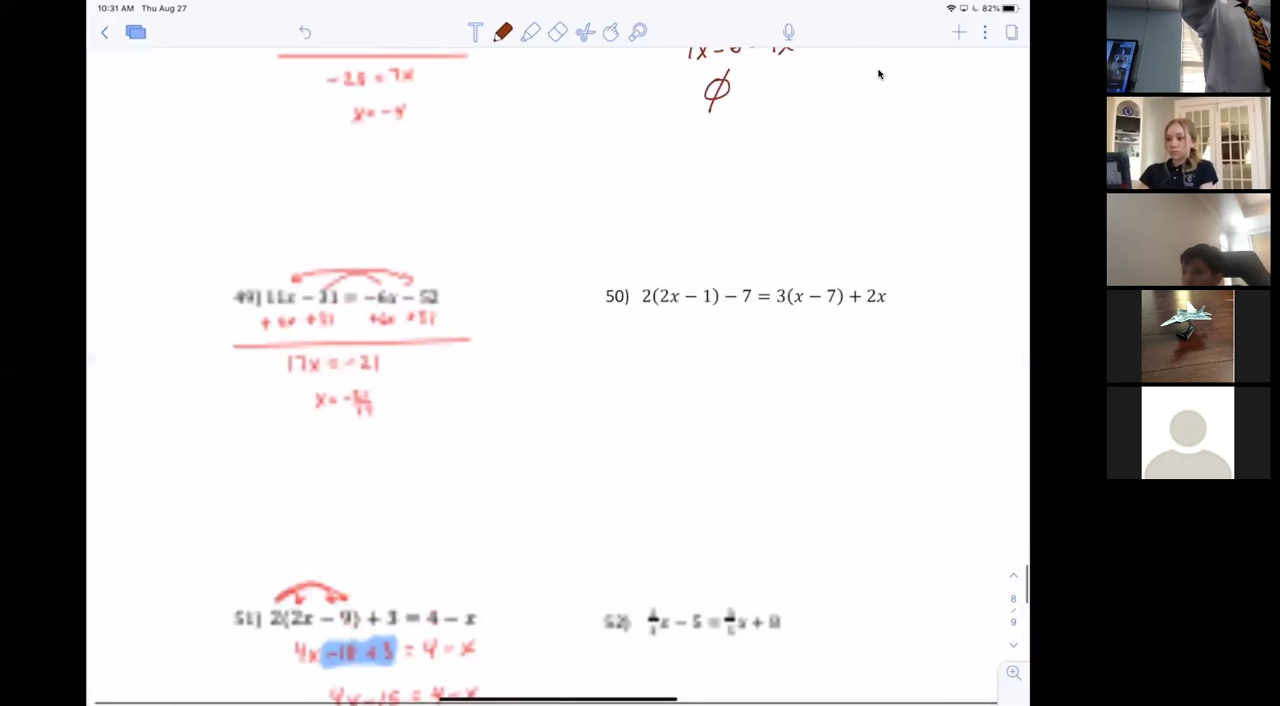 10:31 AM Thu Aug 27
82%
-28 = 7x
x = -4
∅
49) 11x - 31 = -6x - 52
+6x +31 +6x +31
17x = -21
x = -21/17
50) 2(2x − 1) − 7 = 3(x − 7) + 2x
8
9
51) 2(2x − 9) + 3 = 4 − x
4x -18 +3 = 4 - x
4x - 15 = 4 - x
52)